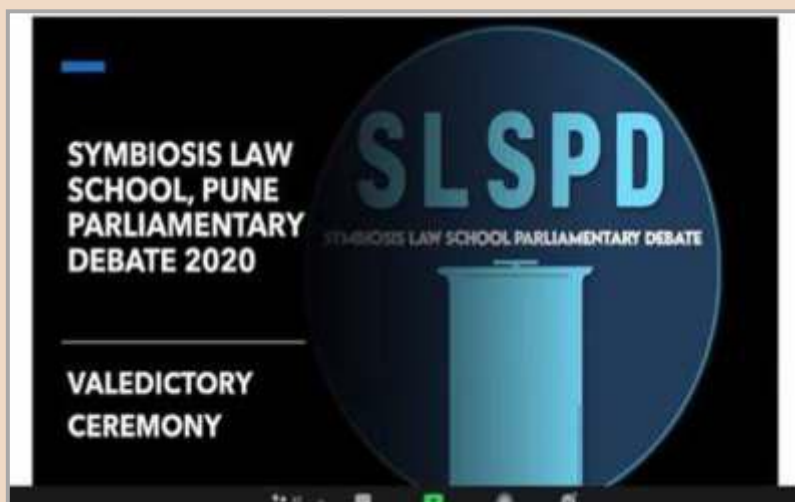 SYMBIOSIS LAW
SCHOOL, PUNE
PARLIAMENTARY
DEBATE 2020
VALEDICTORY
CEREMONY
SLSPD
SYMBIOSIS LAW SCHOOL PARLIAMENTARY DEBATE